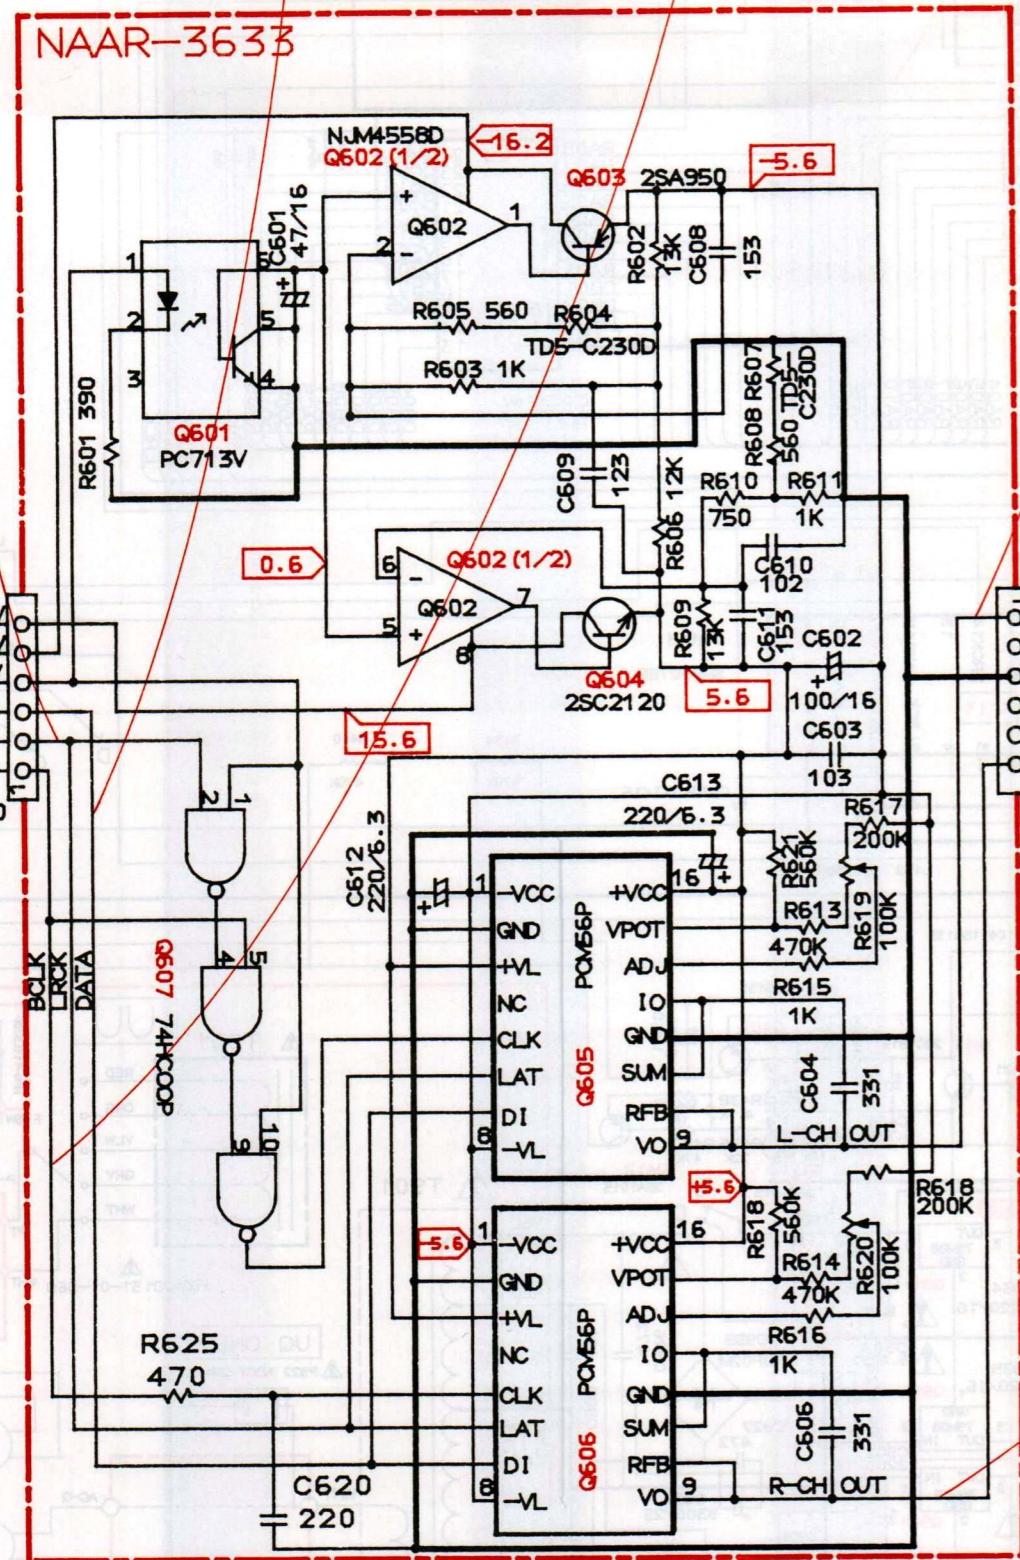 NAAR-3633
NJM4558D
Q602 (1/2)
-16.2
Q603
2SA950
-5.6
C601
47/16
+
Q602
1
2
-
R602
13K
C608
153
1
6
2
5
3
4
+
R605 560
R604
TD5-C230D
R603 1K
R601 390
Q601
PC713V
R608 R607
560 TD5-
C230D
C609
123
R606 12K
R610
750
R611
1K
C610
102
0.6
6
-
Q602 (1/2)
Q602
7
5
+
8
R609
13K
C611
153
C602
+
100/16
Q604
2SC2120
5.6
15.6
C603
103
1
2
1
C613
220/6.3
C612
220/6.3
R617
200K
R621
560K
R619
100K
+
+
1
-VCC
+VCC
16
GND
VPOT
R613
470K
+VL
ADJ
PCM56P
NC
IO
R615
1K
CLK
GND
Q605
LAT
SUM
DI
RFB
8
-VL
VO
9
C604
331
L-CH OUT
BCLK
LRCK
DATA
Q607 74HC00P
4
5
9
10
+5.6
R618
560K
R618
200K
R620
100K
-5.6
1
-VCC
+VCC
16
GND
VPOT
R614
470K
+VL
ADJ
PCM56P
NC
IO
R616
1K
CLK
GND
LAT
SUM
Q606
DI
RFB
8
-VL
VO
9
C606
331
R-CH OUT
R625
470
C620
220